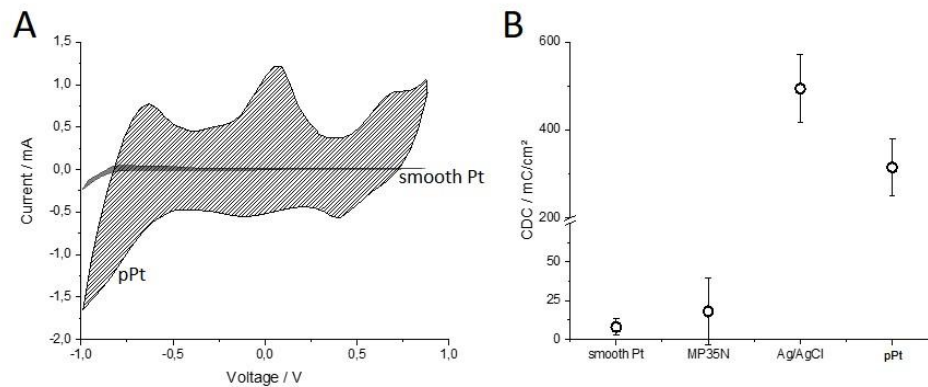 A
1,5
1,0
0,5
0,0
-0,5
-1,0
-1,5
-2,0
Current / mA
smooth Pt
pPt
-1,0
-0,5
0,0
0,5
1,0
Voltage / V
B
600
400
200
50
25
0
CDC / mC/cm²
smooth Pt
MP35N
Ag/AgCl
pPt